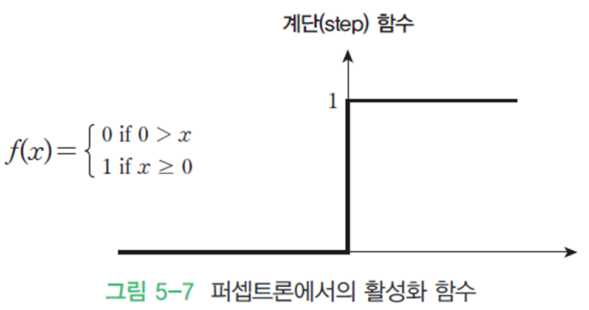 계단(step) 함수
1
f(x)= { 0 if 0 > x
1 if x ≥ 0
그림 5-7 퍼셉트론에서의 활성화 함수